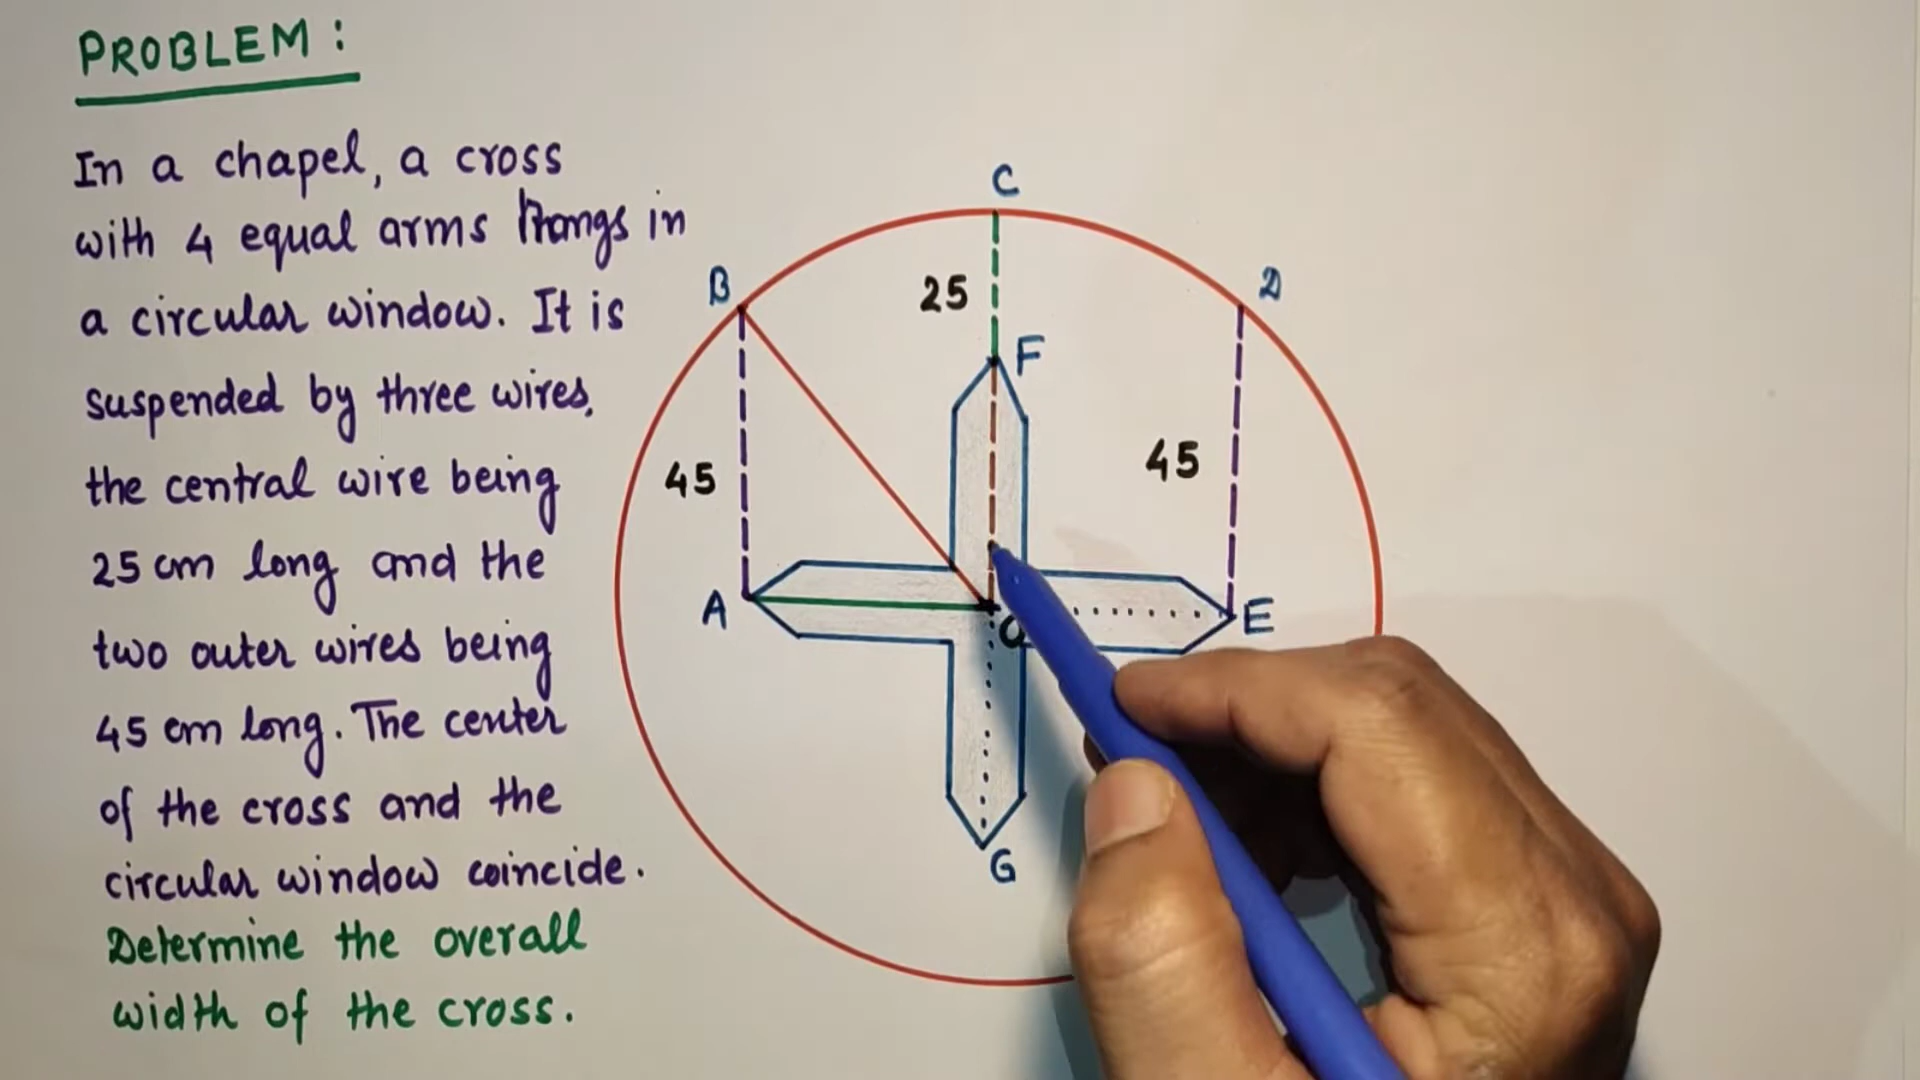 PROBLEM:
In a chapel, a cross
with 4 equal arms hangs in
a circular window. It is
suspended by three wires,
the central wire being
25 cm long and the
two outer wires being
45 cm long. The center
of the cross and the
circular window coincide.
Determine the overall
width of the cross.
C
B
D
25
F
45
45
A
O
E
G